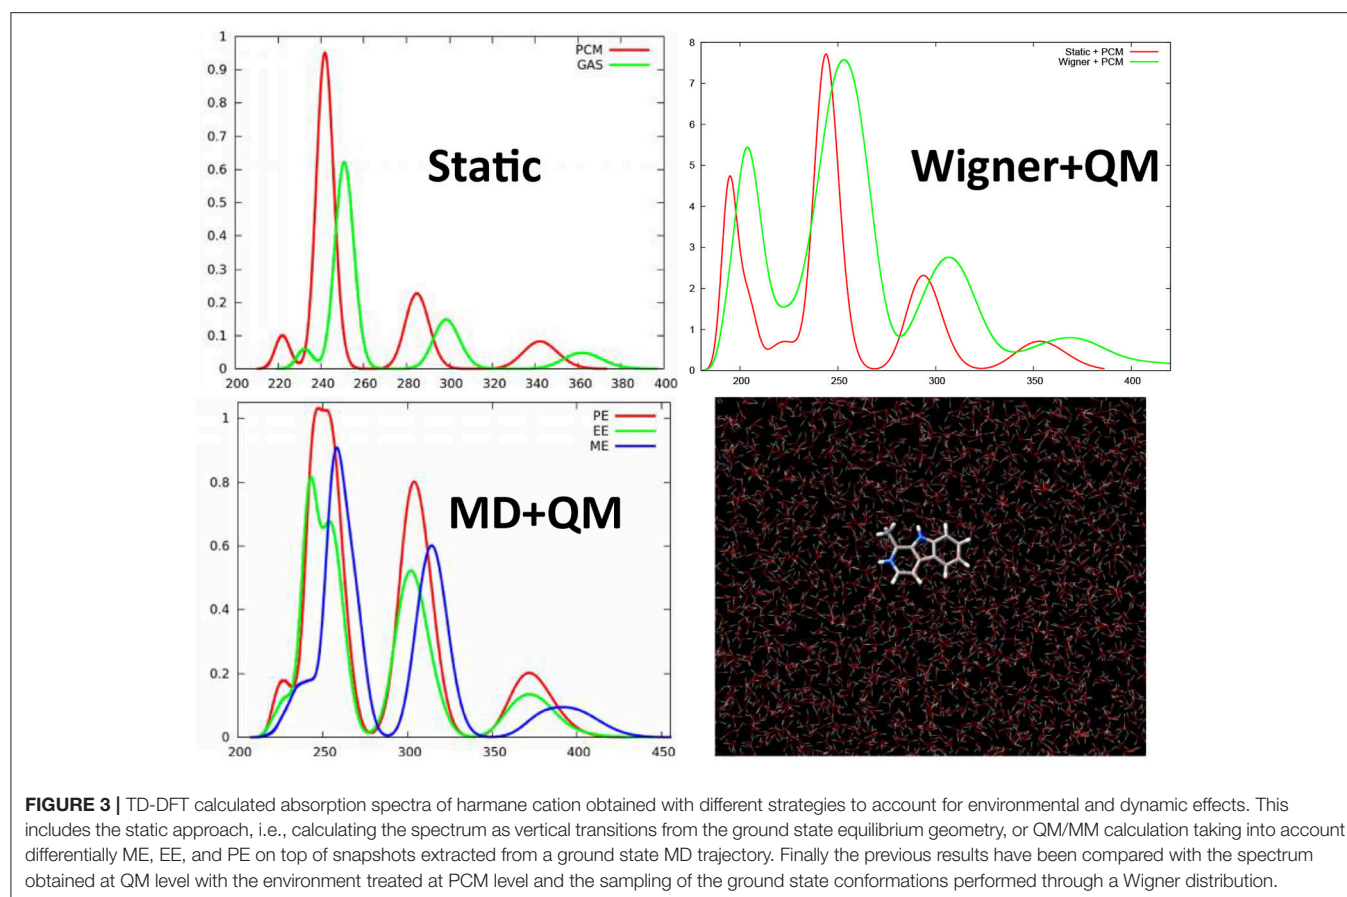 1
0.9
0.8
0.7
0.6
0.5
0.4
0.3
0.2
0.1
0
PCM
GAS
Static
200 220 240 260 280 300 320 340 360 380 400
8
7
6
5
4
3
2
1
0
Static + PCM
Wigner + PCM
Wigner+QM
200 250 300 350 400
1
0.8
0.6
0.4
0.2
0
PE
EE
ME
MD+QM
200 250 300 350 400 450
FIGURE 3 | TD-DFT calculated absorption spectra of harmane cation obtained with different strategies to account for environmental and dynamic effects. This
includes the static approach, i.e., calculating the spectrum as vertical transitions from the ground state equilibrium geometry, or QM/MM calculation taking into account
differentially ME, EE, and PE on top of snapshots extracted from a ground state MD trajectory. Finally the previous results have been compared with the spectrum
obtained at QM level with the environment treated at PCM level and the sampling of the ground state conformations performed through a Wigner distribution.